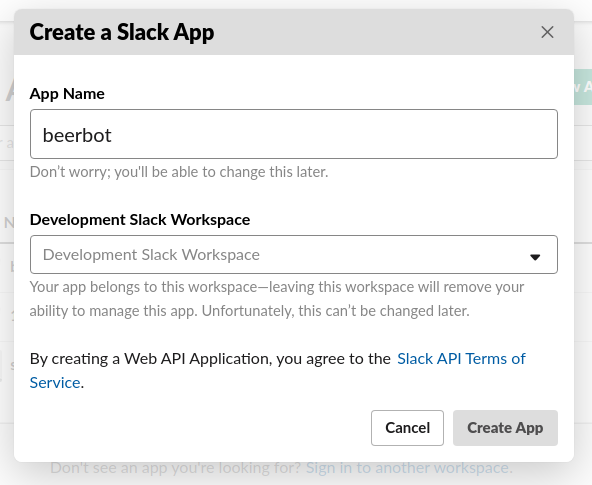 Create a Slack App
App Name
beerbot
Don't worry; you'll be able to change this later.
Development Slack Workspace
Development Slack Workspace
Your app belongs to this workspace—leaving this workspace will remove your
ability to manage this app. Unfortunately, this can't be changed later.
By creating a Web API Application, you agree to the Slack API Terms of
Service.
Cancel
Create App
Don't see an app you're looking for? Sign in to another workspace.